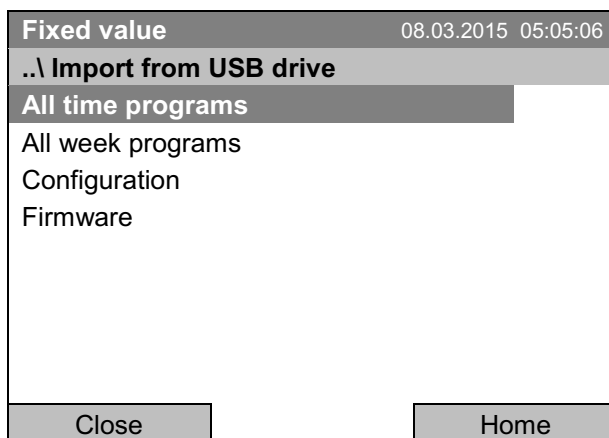 Fixed value 08.03.2015 05:05:06
..\ Import from USB drive
All time programs
All week programs
Configuration
Firmware
Close Home